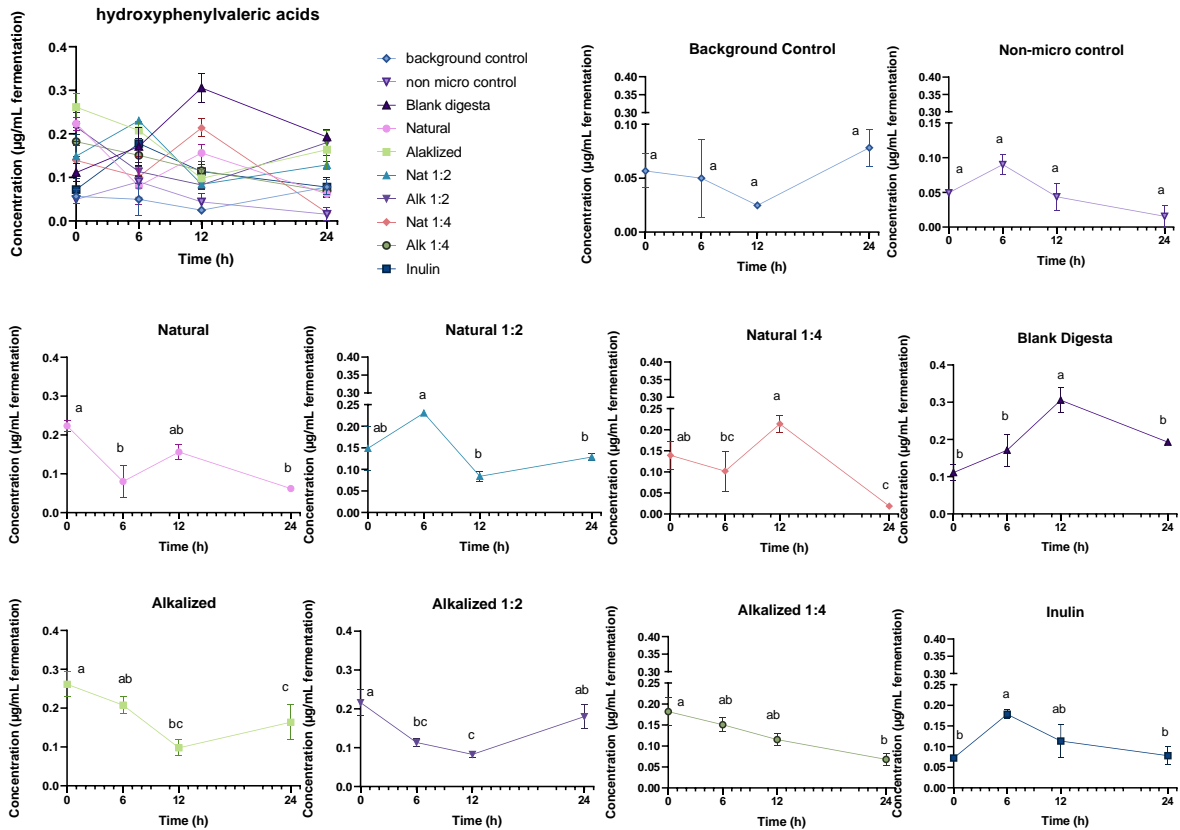 hydroxyphenylvaleric acids
Concentration (µg/mL fermentation)
0.4
0.3
0.2
0.1
0.0
0
6
12
24
Time (h)
background control
non micro control
Blank digesta
Natural
Alaklized
Nat 1:2
Alk 1:2
Nat 1:4
Alk 1:4
Inulin
Background Control
Concentration (µg/mL fermentation)
0.40
0.35
0.30
0.10
0.05
0.00
a
a
a
a
0
6
12
24
Time (h)
Non-micro control
Concentration (µg/mL fermentation)
0.40
0.35
0.30
0.15
0.10
0.05
0.00
a
a
a
a
0
6
12
24
Time (h)
Natural
Concentration (µg/mL fermentation)
0.4
0.3
0.2
0.1
0.0
a
b
ab
b
0
6
12
24
Time (h)
Natural 1:2
Concentration (µg/mL fermentation)
0.40
0.35
0.30
0.25
0.20
0.15
0.10
0.05
0.00
ab
a
b
b
0
6
12
24
Time (h)
Natural 1:4
Concentration (µg/mL fermentation)
0.40
0.35
0.30
0.25
0.20
0.15
0.10
0.05
0.00
ab
bc
a
c
0
6
12
24
Time (h)
Blank Digesta
Concentration (µg/mL fermentation)
0.4
0.3
0.2
0.1
0.0
b
b
a
b
0
6
12
24
Time (h)
Alkalized
Concentration (µg/mL fermentation)
0.4
0.3
0.2
0.1
0.0
a
ab
bc
c
0
6
12
24
Time (h)
Alkalized 1:2
Concentration (µg/mL fermentation)
0.4
0.3
0.2
0.1
0.0
a
bc
c
ab
0
6
12
24
Time (h)
Alkalized 1:4
Concentration (µg/mL fermentation)
0.40
0.35
0.30
0.25
0.20
0.15
0.10
0.05
0.00
a
ab
ab
b
0
6
12
24
Time (h)
Inulin
Concentration (µg/mL fermentation)
0.40
0.35
0.30
0.25
0.20
0.15
0.10
0.05
0.00
b
a
ab
b
0
6
12
24
Time (h)